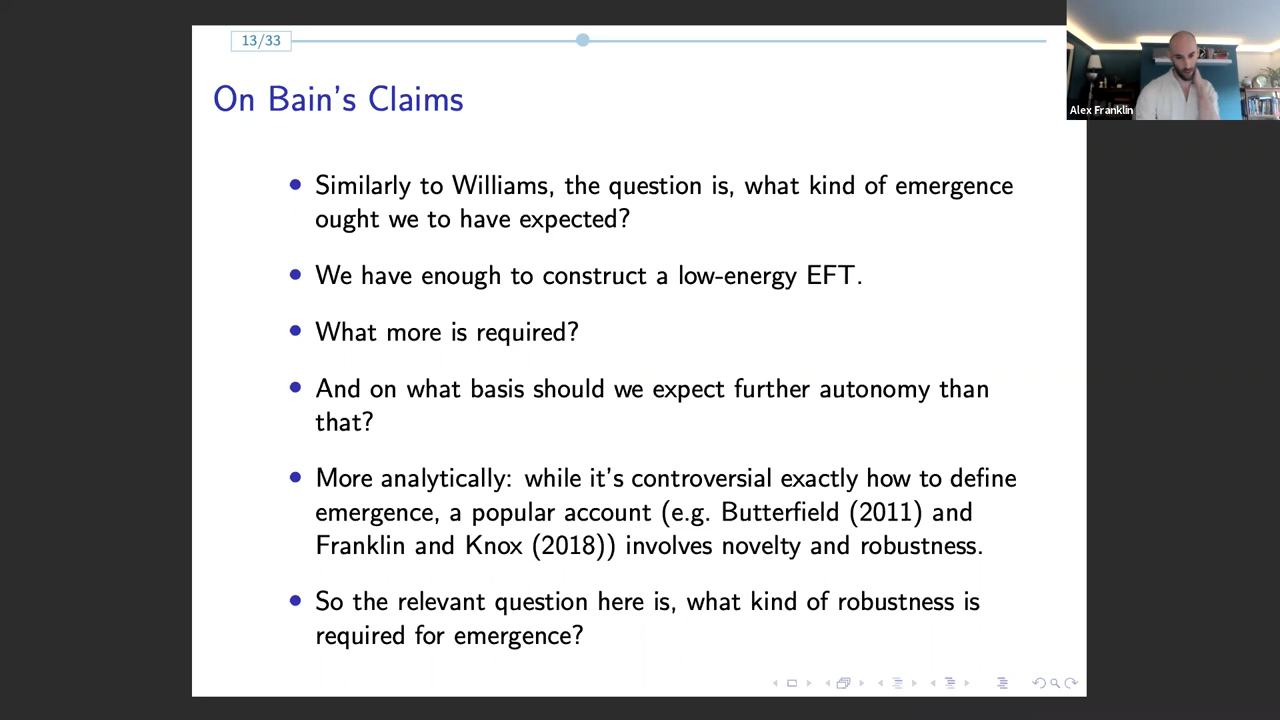 13/33
Alex Franklin
On Bain's Claims
Similarly to Williams, the question is, what kind of emergence
ought we to have expected?
We have enough to construct a low-energy EFT.
What more is required?
And on what basis should we expect further autonomy than
that?
More analytically: while it's controversial exactly how to define
emergence, a popular account (e.g. Butterfield (2011) and
Franklin and Knox (2018)) involves novelty and robustness.
So the relevant question here is, what kind of robustness is
required for emergence?